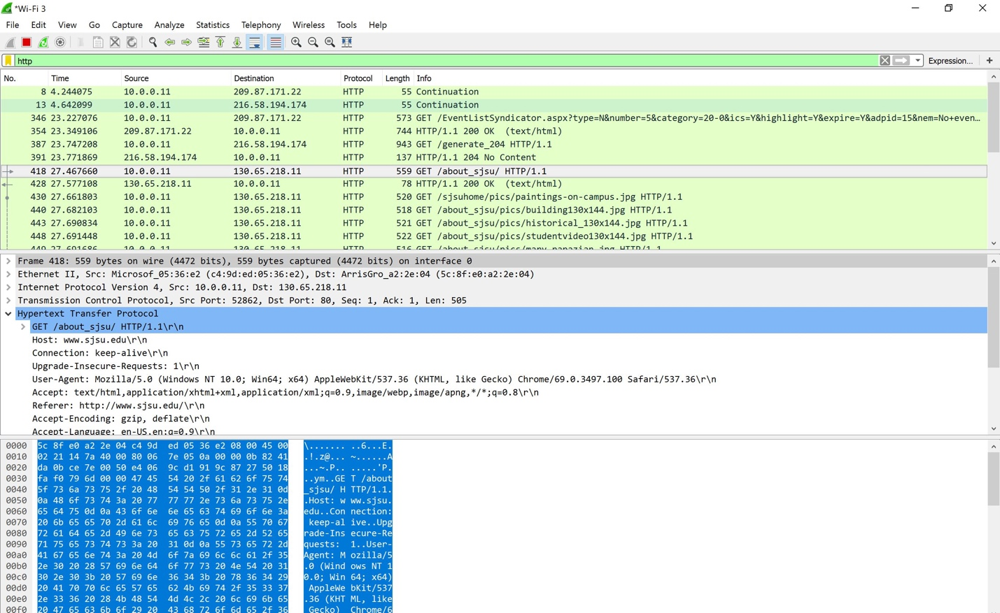 *Wi-Fi 3
File Edit View Go Capture Analyze Statistics Telephony Wireless Tools Help
http Expression... +
No. Time Source Destination Protocol Length Info
8 4.244075 10.0.0.11 209.87.171.22 HTTP 55 Continuation
13 4.642099 10.0.0.11 216.58.194.174 HTTP 55 Continuation
346 23.227076 10.0.0.11 209.87.171.22 HTTP 573 GET /EventListSyndicator.aspx?type=N&number=5&category=20-0&ics=Y&highlight=Y&expire=Y&adpid=15&nem=No+even...
354 23.349106 209.87.171.22 10.0.0.11 HTTP 744 HTTP/1.1 200 OK (text/html)
387 23.747208 10.0.0.11 216.58.194.174 HTTP 943 GET /generate_204 HTTP/1.1
391 23.771869 216.58.194.174 10.0.0.11 HTTP 137 HTTP/1.1 204 No Content
418 27.467660 10.0.0.11 130.65.218.11 HTTP 559 GET /about_sjsu/ HTTP/1.1
428 27.577108 130.65.218.11 10.0.0.11 HTTP 78 HTTP/1.1 200 OK (text/html)
430 27.661803 10.0.0.11 130.65.218.11 HTTP 520 GET /sjsuhome/pics/paintings-on-campus.jpg HTTP/1.1
440 27.682103 10.0.0.11 130.65.218.11 HTTP 518 GET /about_sjsu/pics/building130x144.jpg HTTP/1.1
443 27.690834 10.0.0.11 130.65.218.11 HTTP 521 GET /about_sjsu/pics/historical_130x144.jpg HTTP/1.1
448 27.691448 10.0.0.11 130.65.218.11 HTTP 522 GET /about_sjsu/pics/studentvideo130x144.jpg HTTP/1.1
449 27.691686 10.0.0.11 130.65.218.11 HTTP 516 GET /about_sjsu/pics/mary_papazian.jpg HTTP/1.1
Frame 418: 559 bytes on wire (4472 bits), 559 bytes captured (4472 bits) on interface 0
Ethernet II, Src: Microsof_05:36:e2 (c4:9d:ed:05:36:e2), Dst: ArrisGro_a2:2e:04 (5c:8f:e0:a2:2e:04)
Internet Protocol Version 4, Src: 10.0.0.11, Dst: 130.65.218.11
Transmission Control Protocol, Src Port: 52862, Dst Port: 80, Seq: 1, Ack: 1, Len: 505
Hypertext Transfer Protocol
GET /about_sjsu/ HTTP/1.1\r\n
Host: www.sjsu.edu\r\n
Connection: keep-alive\r\n
Upgrade-Insecure-Requests: 1\r\n
User-Agent: Mozilla/5.0 (Windows NT 10.0; Win64; x64) AppleWebKit/537.36 (KHTML, like Gecko) Chrome/69.0.3497.100 Safari/537.36\r\n
Accept: text/html,application/xhtml+xml,application/xml;q=0.9,image/webp,image/apng,*/*;q=0.8\r\n
Referer: http://www.sjsu.edu/\r\n
Accept-Encoding: gzip, deflate\r\n
Accept-Language: en-US,en;q=0.9\r\n
0000 5c 8f e0 a2 2e 04 c4 9d ed 05 36 e2 08 00 45 00 \....... ..6...E.
0010 02 21 14 7a 40 00 80 06 7e 05 0a 00 00 0b 82 41 .!.z@... ~......A
0020 da 0b ce 7e 00 50 e4 06 9c d1 91 9c 87 27 50 18 ...~.P.. .....'P.
0030 fa f0 79 6d 00 00 47 45 54 20 2f 61 62 6f 75 74 ..ym..GE T /about
0040 5f 73 6a 73 75 2f 20 48 54 54 50 2f 31 2e 31 0d _sjsu/ H TTP/1.1.
0050 0a 48 6f 73 74 3a 20 77 77 77 2e 73 6a 73 75 2e .Host: w ww.sjsu.
0060 65 64 75 0d 0a 43 6f 6e 6e 65 63 74 69 6f 6e 3a edu..Con nection:
0070 20 6b 65 65 70 2d 61 6c 69 76 65 0d 0a 55 70 67 keep-al ive..Upg
0080 72 61 64 65 2d 49 6e 73 65 63 75 72 65 2d 52 65 rade-Ins ecure-Re
0090 71 75 65 73 74 73 3a 20 31 0d 0a 55 73 65 72 2d quests: 1..User-
00a0 41 67 65 6e 74 3a 20 4d 6f 7a 69 6c 6c 61 2f 35 Agent: M ozilla/5
00b0 2e 30 20 28 57 69 6e 64 6f 77 73 20 4e 54 20 31 .0 (Wind ows NT 1
00c0 30 2e 30 3b 20 57 69 6e 36 34 3b 20 78 36 34 29 0.0; Win 64; x64)
00d0 20 41 70 70 6c 65 57 65 62 4b 69 74 2f 35 33 37 AppleWe bKit/537
00e0 2e 33 36 20 28 4b 48 54 4d 4c 2c 20 6c 69 6b 65 .36 (KHT ML, like
00f0 20 47 65 63 6b 6f 29 20 43 68 72 6f 6d 65 2f 36 Gecko) Chrome/6